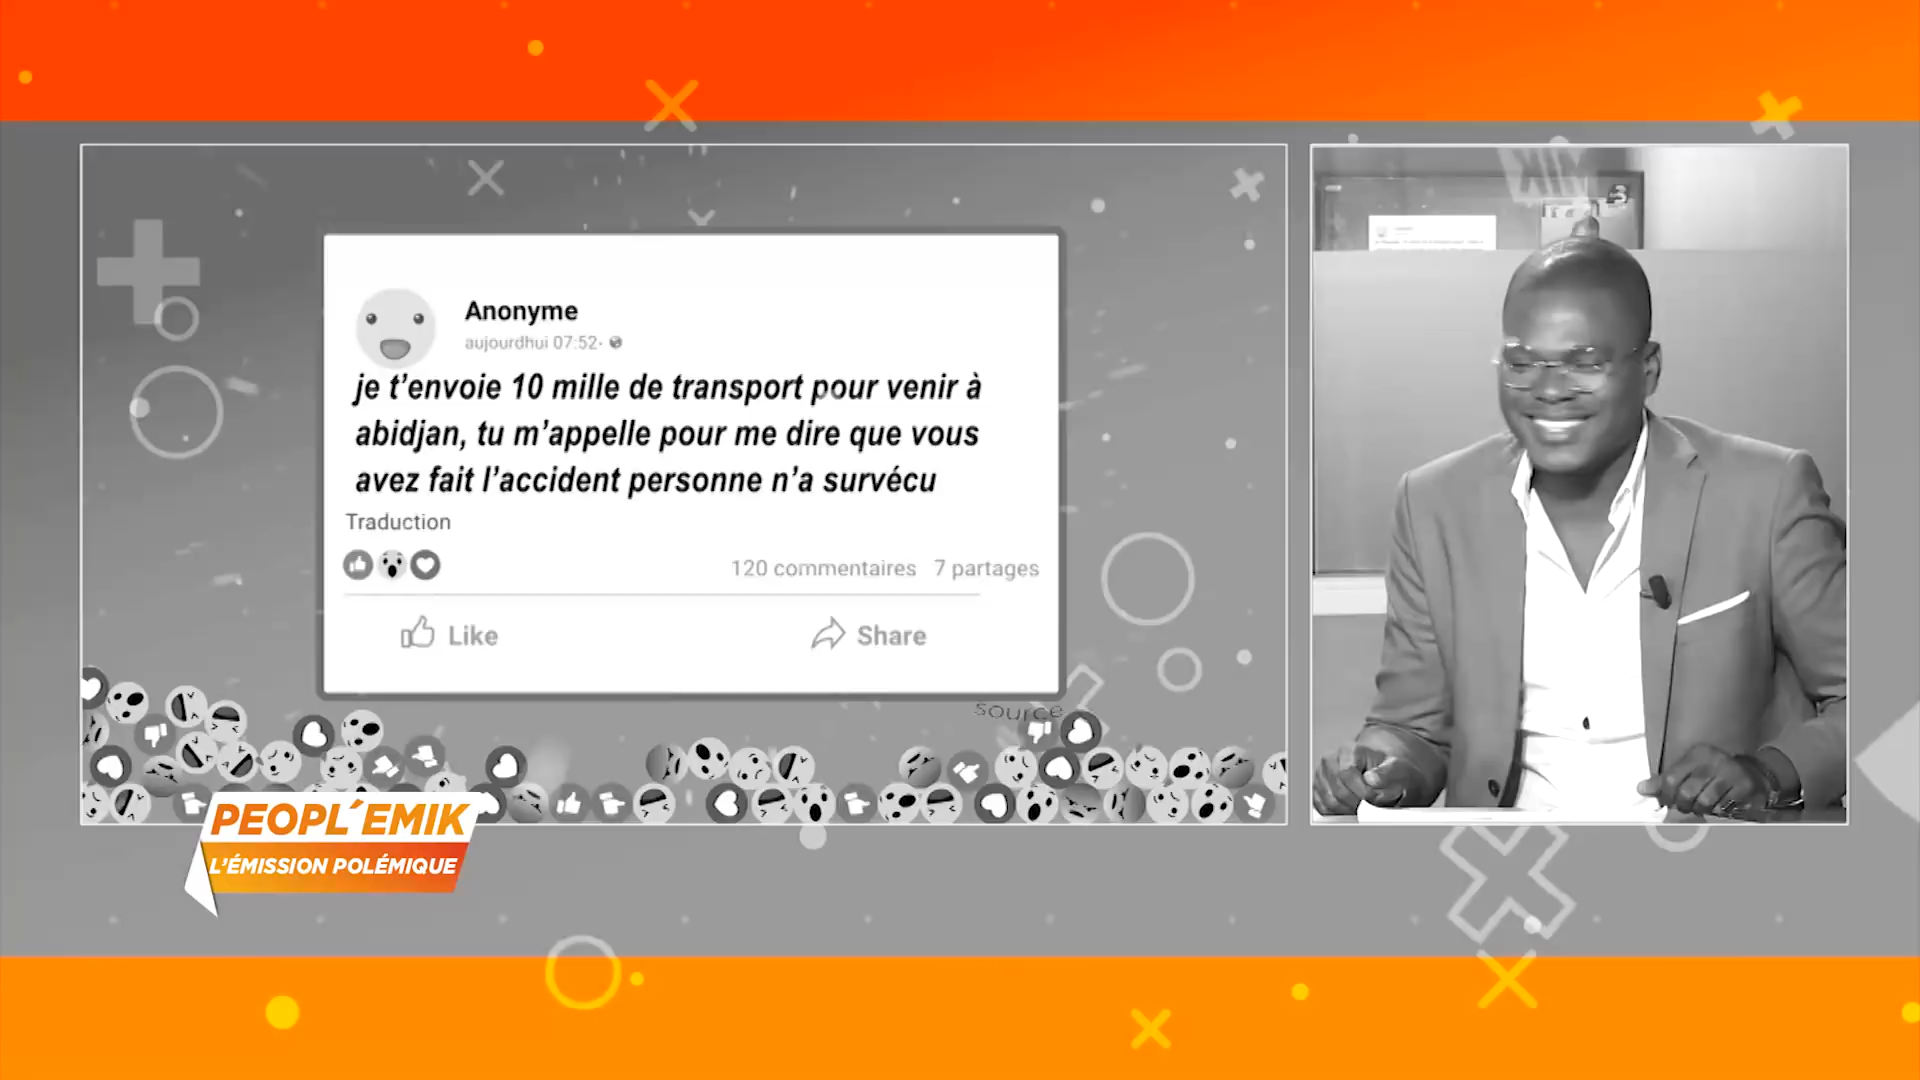 Anonyme
aujourdhui 07:52·
je t'envoie 10 mille de transport pour venir à
abidjan, tu m'appelle pour me dire que vous
avez fait l'accident personne n'a survécu
Traduction
120 commentaires 7 partages
Like Share
source
PEOPL´EMIK
L'ÉMISSION POLÉMIQUE